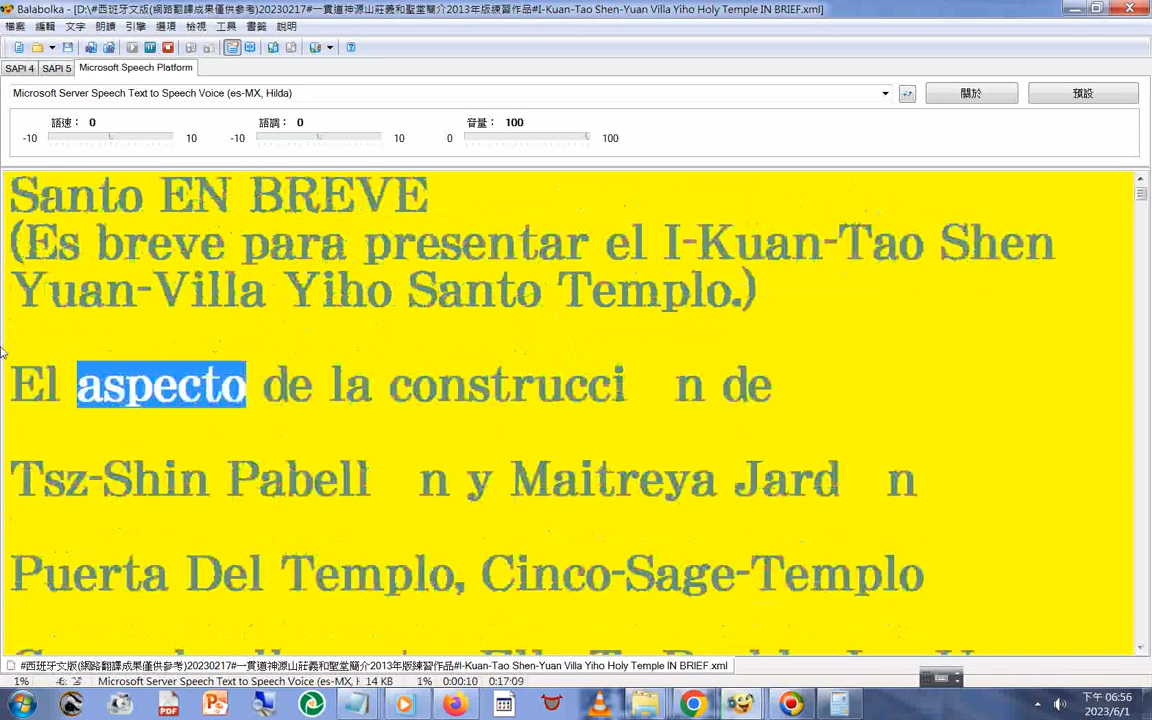 Balabolka - [D:\#西班牙文版(網路翻譯成果僅供參考)20230217#一貫道神源山莊義和聖堂簡介2013年版練習作品#I-Kuan-Tao Shen-Yuan Villa Yiho Holy Temple IN BRIEF.xml]
檔案 編輯 文字 朗讀 引擎 選項 檢視 工具 書籤 說明
SAPI 4 SAPI 5 Microsoft Speech Platform
Microsoft Server Speech Text to Speech Voice (es-MX, Hilda) 關於 預設
語速: 0 語調: 0 音量: 100
-10 10 -10 10 0 100
Santo EN BREVE
(Es breve para presentar el I-Kuan-Tao Shen
Yuan-Villa Yiho Santo Templo.)
El aspecto de la construcci n de
Tsz-Shin Pabell n y Maitreya Jard n
Puerta Del Templo, Cinco-Sage-Templo
#西班牙文版(網路翻譯成果僅供參考)20230217#一貫道神源山莊義和聖堂簡介2013年版練習作品#I-Kuan-Tao Shen-Yuan Villa Yiho Holy Temple IN BRIEF.xml
1% Microsoft Server Speech Text to Speech Voice (es-MX, H 14 KB 1% 0:00:10 0:17:09
下午 06:56
2023/6/1